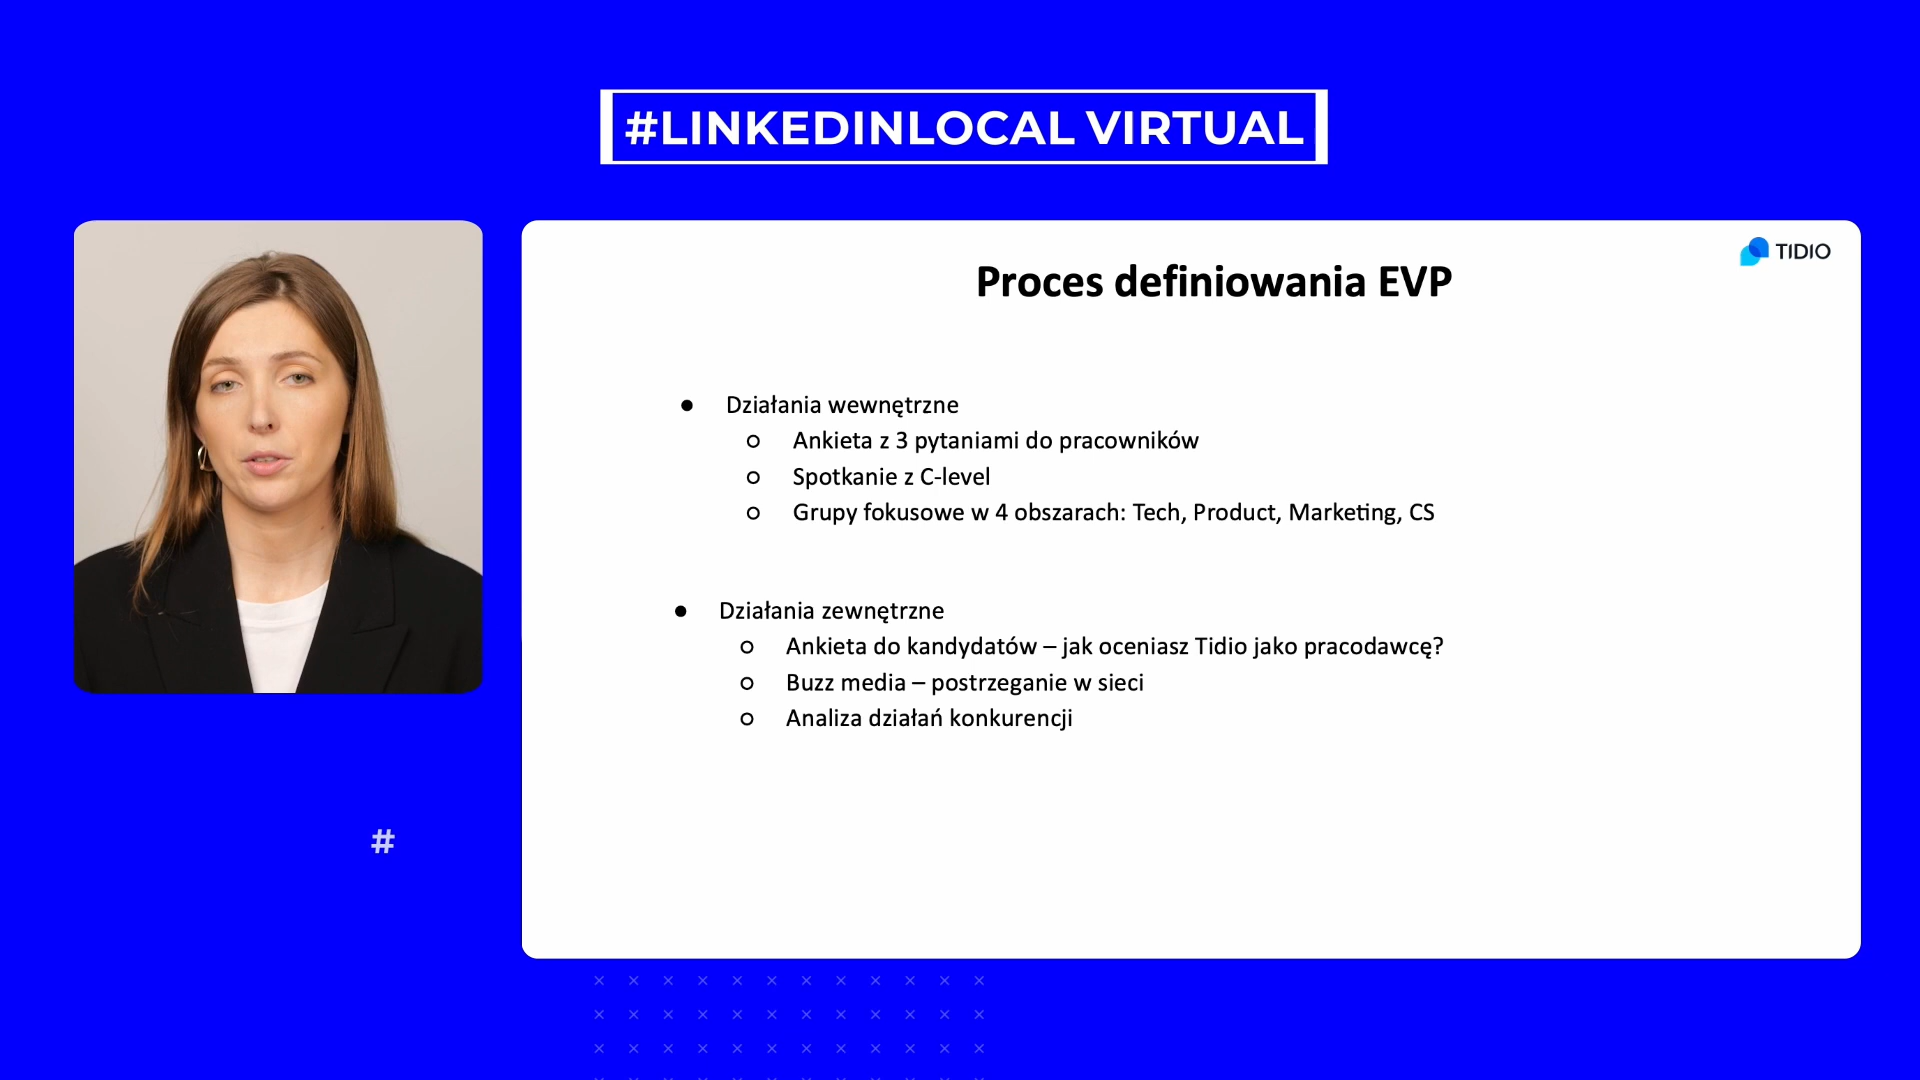 #LINKEDINLOCAL VIRTUAL
TIDIO
Proces definiowania EVP
● Działania wewnętrzne
○ Ankieta z 3 pytaniami do pracowników
○ Spotkanie z C-level
○ Grupy fokusowe w 4 obszarach: Tech, Product, Marketing, CS
● Działania zewnętrzne
○ Ankieta do kandydatów – jak oceniasz Tidio jako pracodawcę?
○ Buzz media – postrzeganie w sieci
○ Analiza działań konkurencji
#